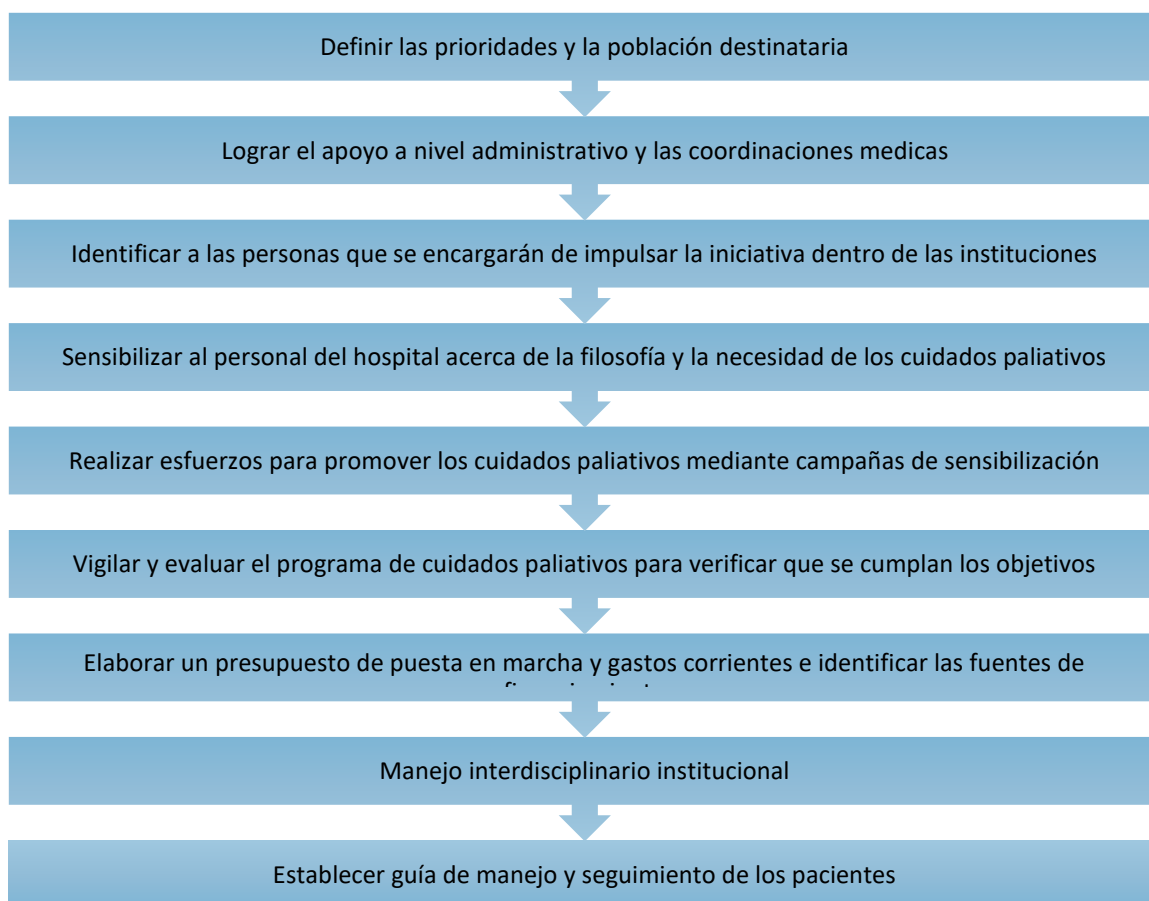 Definir las prioridades y la población destinataria
Lograr el apoyo a nivel administrativo y las coordinaciones medicas
Identificar a las personas que se encargarán de impulsar la iniciativa dentro de las instituciones
Sensibilizar al personal del hospital acerca de la filosofía y la necesidad de los cuidados paliativos
Realizar esfuerzos para promover los cuidados paliativos mediante campañas de sensibilización
Vigilar y evaluar el programa de cuidados paliativos para verificar que se cumplan los objetivos
Elaborar un presupuesto de puesta en marcha y gastos corrientes e identificar las fuentes de
Manejo interdisciplinario institucional
Establecer guía de manejo y seguimiento de los pacientes